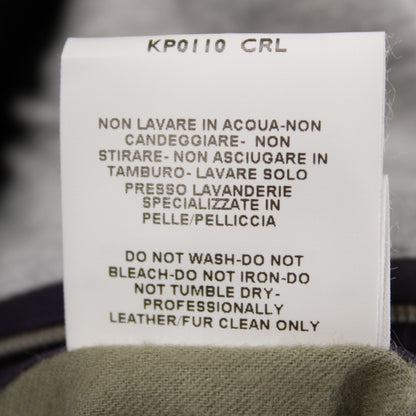 KP0110 CRL
NON LAVARE IN ACQUA-NON
CANDEGGIARE- NON
STIRARE- NON ASCIUGARE IN
TAMBURO- LAVARE SOLO
PRESSO LAVANDERIE
SPECIALIZZATE IN
PELLE/PELLICCIA
DO NOT WASH-DO NOT
BLEACH-DO NOT IRON-DO
NOT TUMBLE DRY-
PROFESSIONALLY
LEATHER/FUR CLEAN ONLY